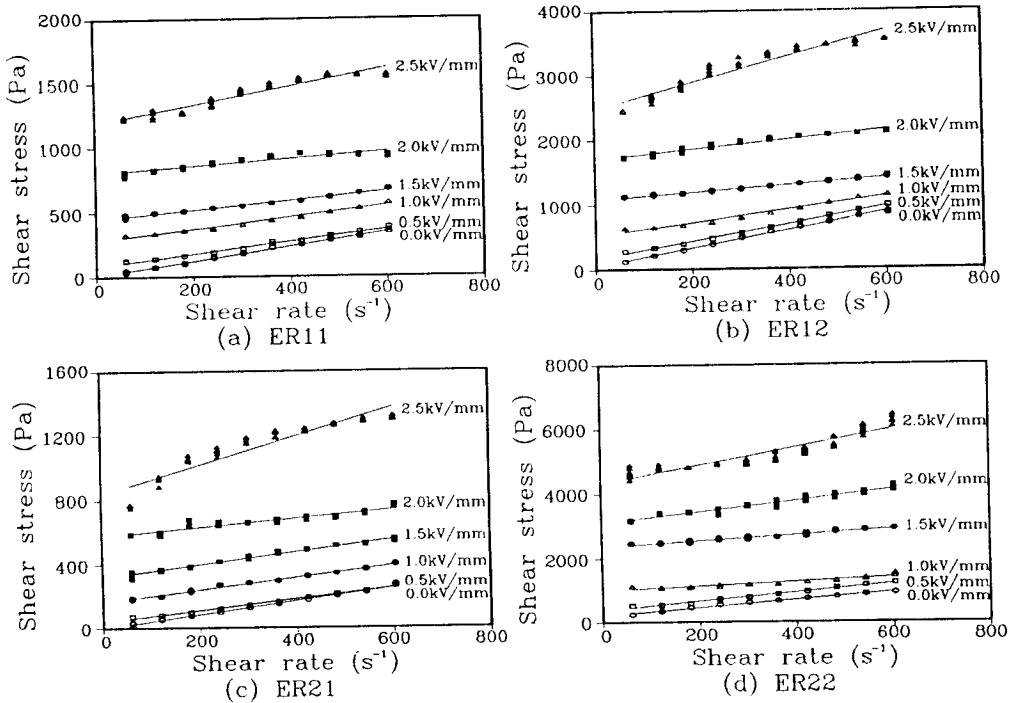 2000
1500
1000
500
0
0 200 400 600 800
Shear stress (Pa)
Shear rate (s⁻¹)
2.5kV/mm
2.0kV/mm
1.5kV/mm
1.0kV/mm
0.5kV/mm
0.0kV/mm
(a) ER11
4000
3000
2000
1000
0
0 200 400 600 800
Shear stress (Pa)
Shear rate (s⁻¹)
2.5kV/mm
2.0kV/mm
1.5kV/mm
1.0kV/mm
0.5kV/mm
0.0kV/mm
(b) ER12
1600
1200
800
400
0
0 200 400 600 800
Shear stress (Pa)
Shear rate (s⁻¹)
2.5kV/mm
2.0kV/mm
1.5kV/mm
1.0kV/mm
0.5kV/mm
0.0kV/mm
(c) ER21
8000
6000
4000
2000
0
0 200 400 600 800
Shear stress (Pa)
Shear rate (s⁻¹)
2.5kV/mm
2.0kV/mm
1.5kV/mm
1.0kV/mm
0.5kV/mm
0.0kV/mm
(d) ER22